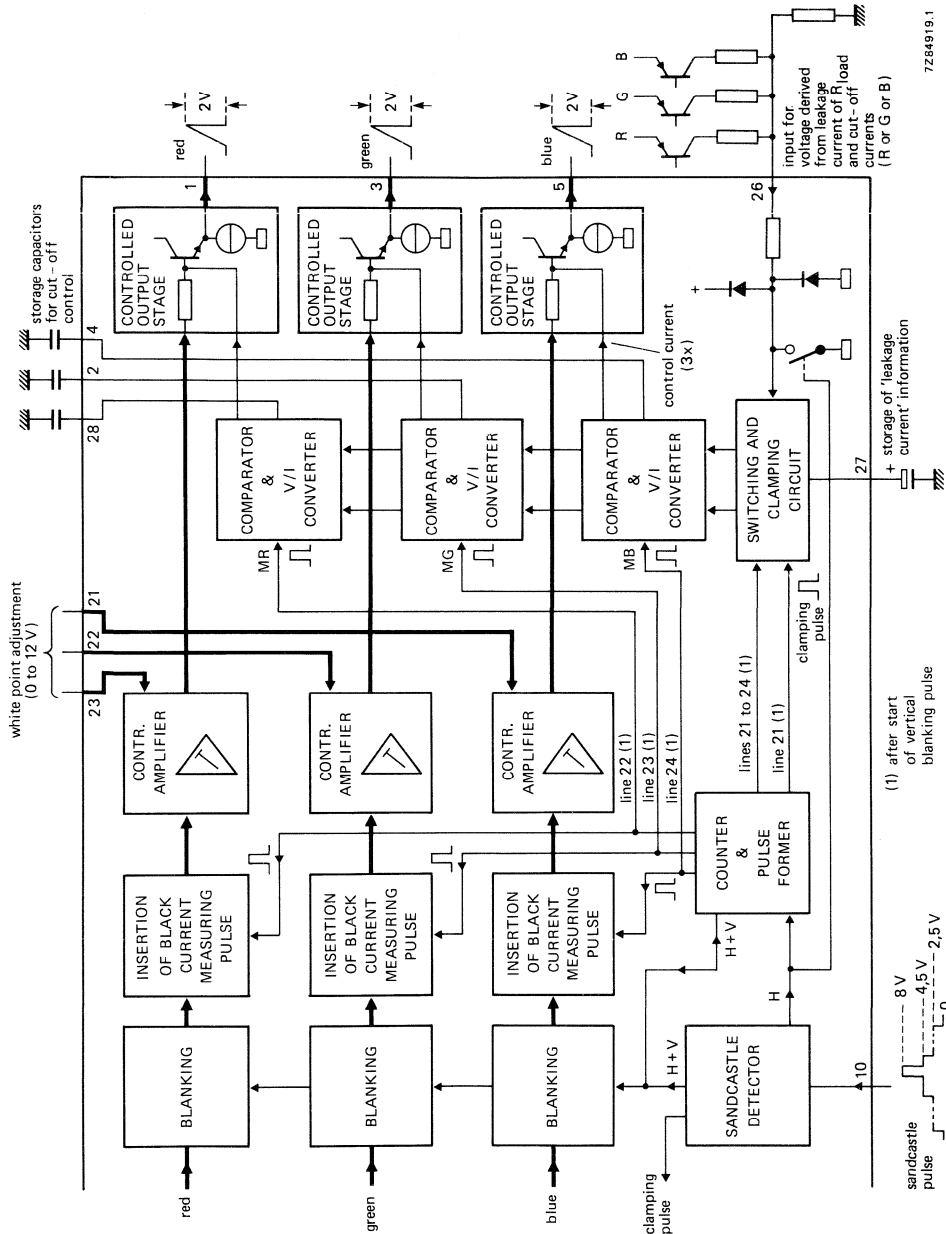 white point adjustment
(0 to 12 V)
23
22
21
28
2
4
storage capacitors
for cut – off
control
red
BLANKING
INSERTION
OF BLACK
CURRENT
MEASURING
PULSE
CONTR.
AMPLIFIER
CONTROLLED
OUTPUT
STAGE
1
red
2 V
MR
COMPARATOR
&
V/I
CONVERTER
green
BLANKING
INSERTION
OF BLACK
CURRENT
MEASURING
PULSE
CONTR.
AMPLIFIER
CONTROLLED
OUTPUT
STAGE
3
green
2 V
MG
COMPARATOR
&
V/I
CONVERTER
blue
BLANKING
INSERTION
OF BLACK
CURRENT
MEASURING
PULSE
CONTR.
AMPLIFIER
CONTROLLED
OUTPUT
STAGE
5
blue
2 V
MB
COMPARATOR
&
V/I
CONVERTER
control current
(3x)
line 22 (1)
line 23 (1)
line 24 (1)
clamping
pulse
H+V
H+V
H
SANDCASTLE
DETECTOR
COUNTER
&
PULSE
FORMER
lines 21 to 24 (1)
line 21 (1)
clamping
pulse
SWITCHING AND
CLAMPING
CIRCUIT
+
26
R
G
B
input for
voltage derived
from leakage
current of Rload
and cut – off
currents
(R or G or B)
10
sandcastle
pulse
8 V
4,5 V
2,5 V
0
(1) after start
of vertical
blanking pulse
27
+
storage of 'leakage
current' information
7Z84919.1